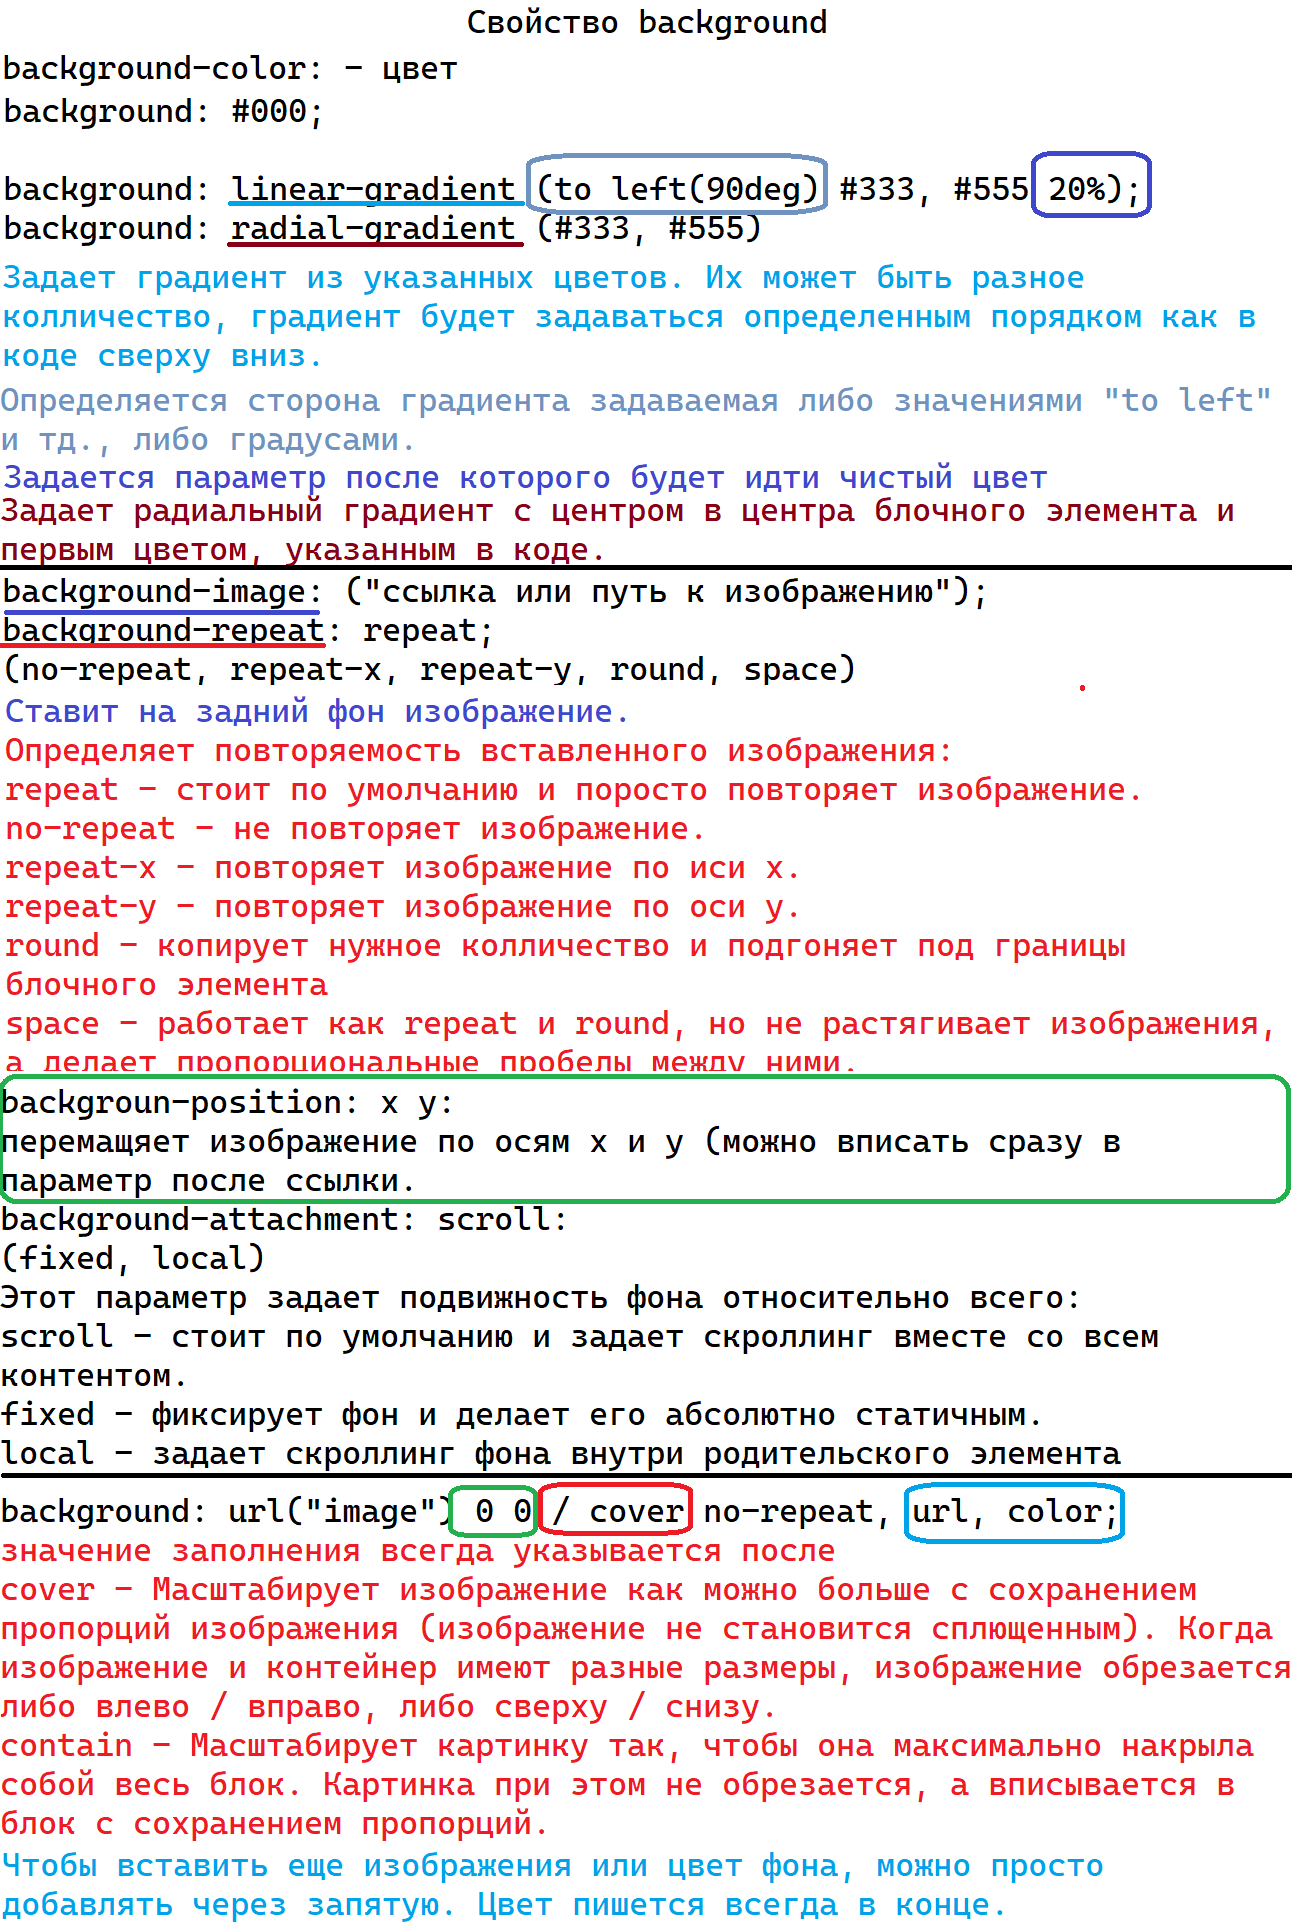 Свойство background
background-color: - цвет
background: #000;
background: linear-gradient (to left(90deg) #333, #555 20%);
background: radial-gradient (#333, #555)
Задает градиент из указанных цветов. Их может быть разное
колличество, градиент будет задаваться определенным порядком как в
коде сверху вниз.
Определяется сторона градиента задаваемая либо значениями "to left"
и тд., либо градусами.
Задается параметр после которого будет идти чистый цвет
Задает радиальный градиент с центром в центра блочного элемента и
первым цветом, указанным в коде.
background-image: ("ссылка или путь к изображению");
background-repeat: repeat;
(no-repeat, repeat-x, repeat-y, round, space)
Ставит на задний фон изображение.
Определяет повторяемость вставленного изображения:
repeat - стоит по умолчанию и поросто повторяет изображение.
no-repeat - не повторяет изображение.
repeat-x - повторяет изображение по иси x.
repeat-y - повторяет изображение по оси y.
round - копирует нужное колличество и подгоняет под границы
блочного элемента
space - работает как repeat и round, но не растягивает изображения,
а делает пропорциональные пробелы между ними.
backgroun-position: x y:
перемащяет изображение по осям x и y (можно вписать сразу в
параметр после ссылки.
background-attachment: scroll:
(fixed, local)
Этот параметр задает подвижность фона относительно всего:
scroll - стоит по умолчанию и задает скроллинг вместе со всем
контентом.
fixed - фиксирует фон и делает его абсолютно статичным.
local - задает скроллинг фона внутри родительского элемента
background: url("image") 0 0 / cover no-repeat, url, color;
значение заполнения всегда указывается после
cover - Масштабирует изображение как можно больше с сохранением
пропорций изображения (изображение не становится сплющенным). Когда
изображение и контейнер имеют разные размеры, изображение обрезается
либо влево / вправо, либо сверху / снизу.
contain - Масштабирует картинку так, чтобы она максимально накрыла
собой весь блок. Картинка при этом не обрезается, а вписывается в
блок с сохранением пропорций.
Чтобы вставить еще изображения или цвет фона, можно просто
добавлять через запятую. Цвет пишется всегда в конце.